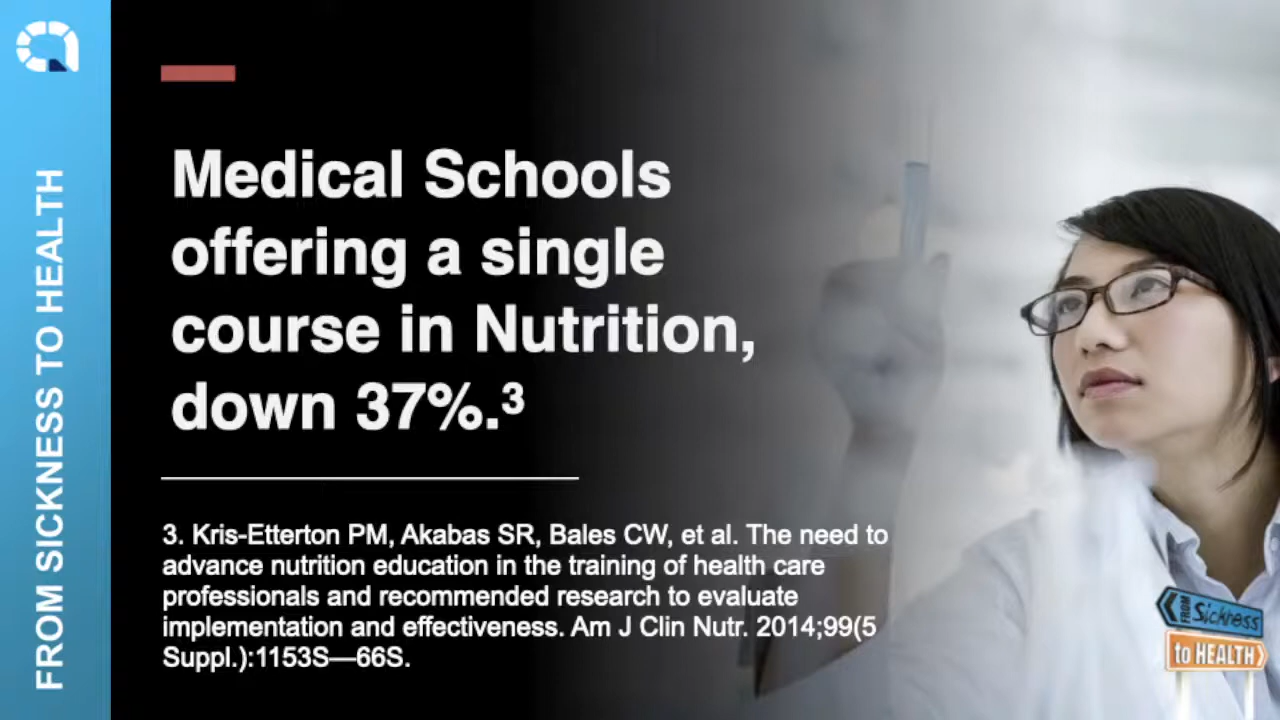 FROM SICKNESS TO HEALTH
Medical Schools
offering a single
course in Nutrition,
down 37%.³
3. Kris-Etterton PM, Akabas SR, Bales CW, et al. The need to
advance nutrition education in the training of health care
professionals and recommended research to evaluate
implementation and effectiveness. Am J Clin Nutr. 2014;99(5
Suppl.):1153S—66S.
FROM Sickness
to HEALTH